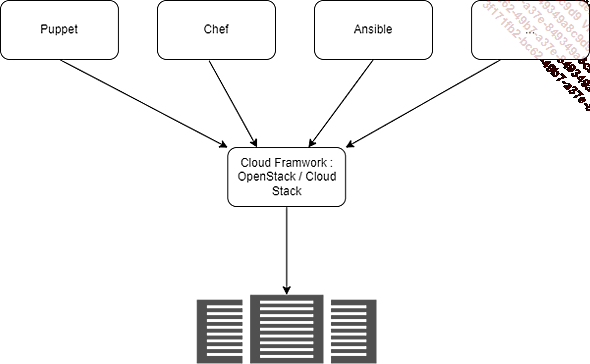 Puppet
Chef
Ansible
...
Cloud Framwork :
OpenStack / Cloud
Stack